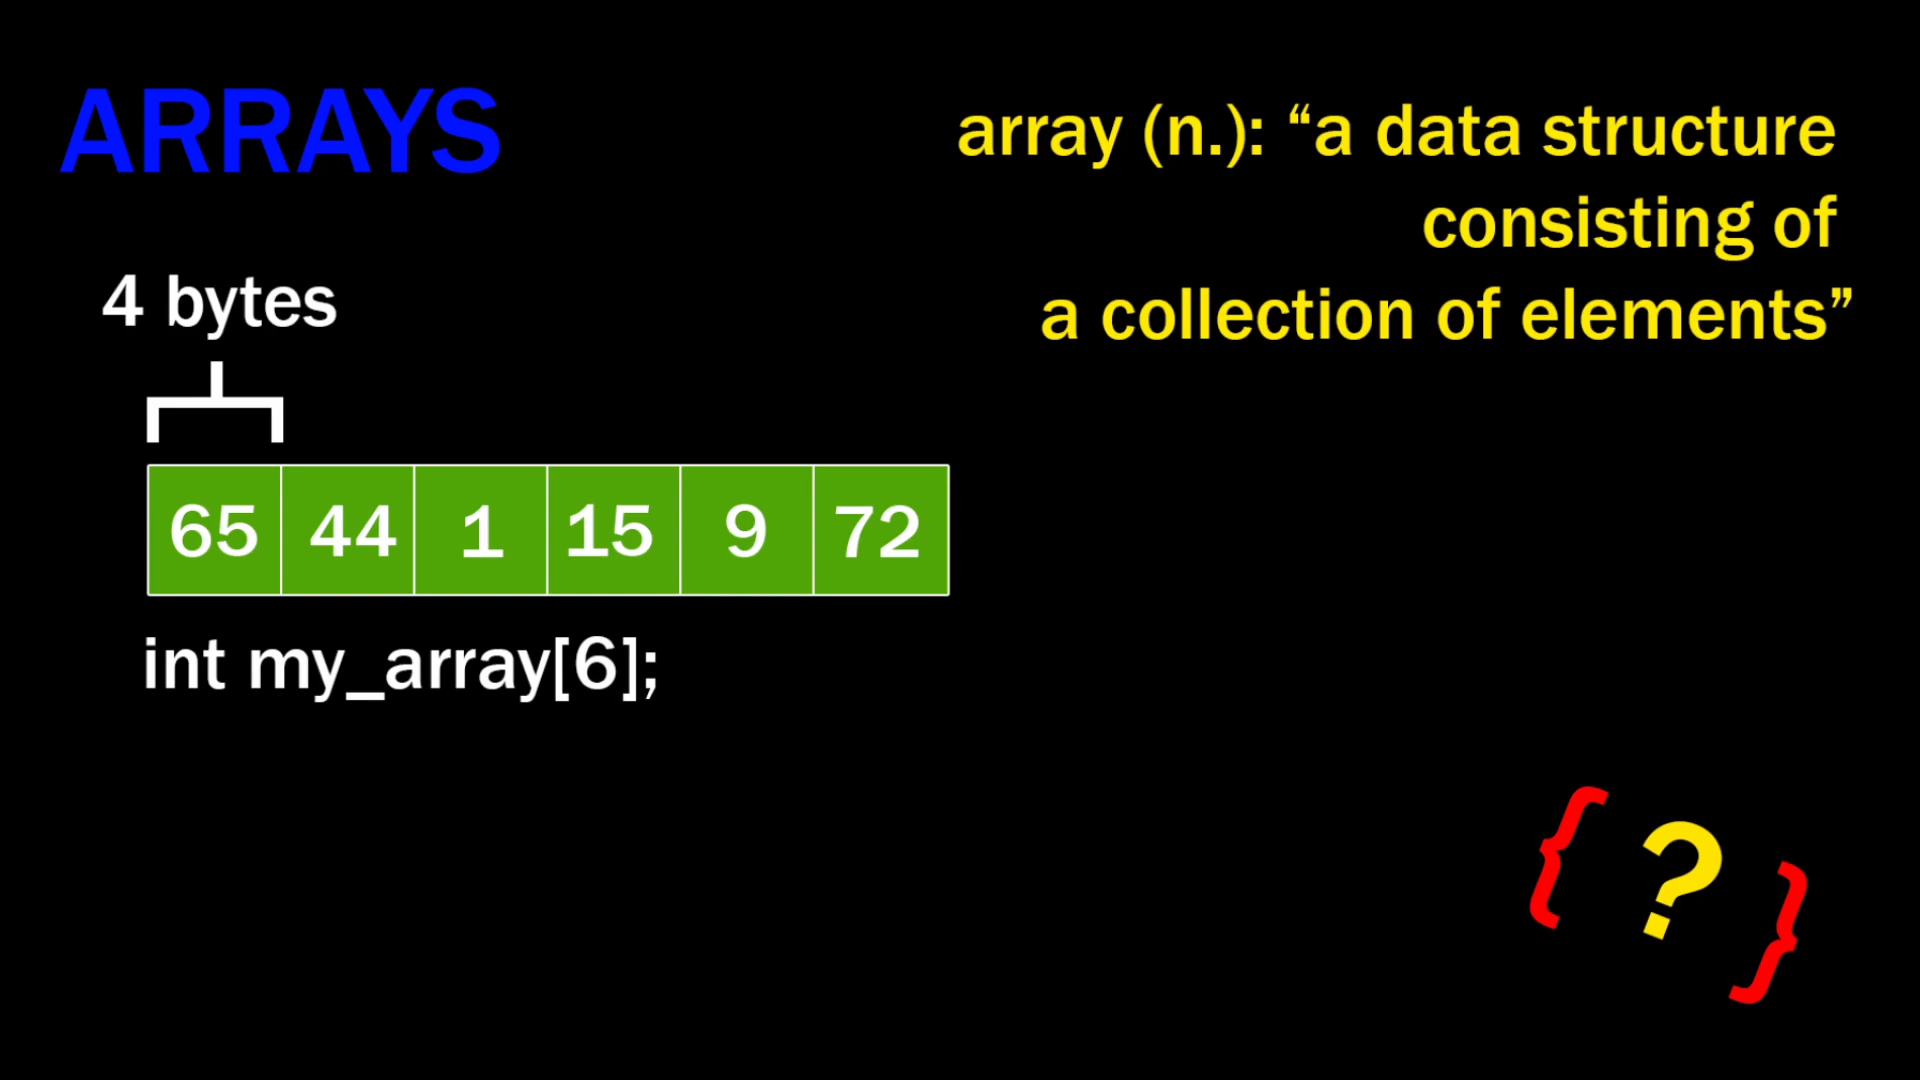 ARRAYS
array (n.): “a data structure
consisting of
a collection of elements”
4 bytes
65 44 1 15 9 72
int my_array[6];
{ ? }